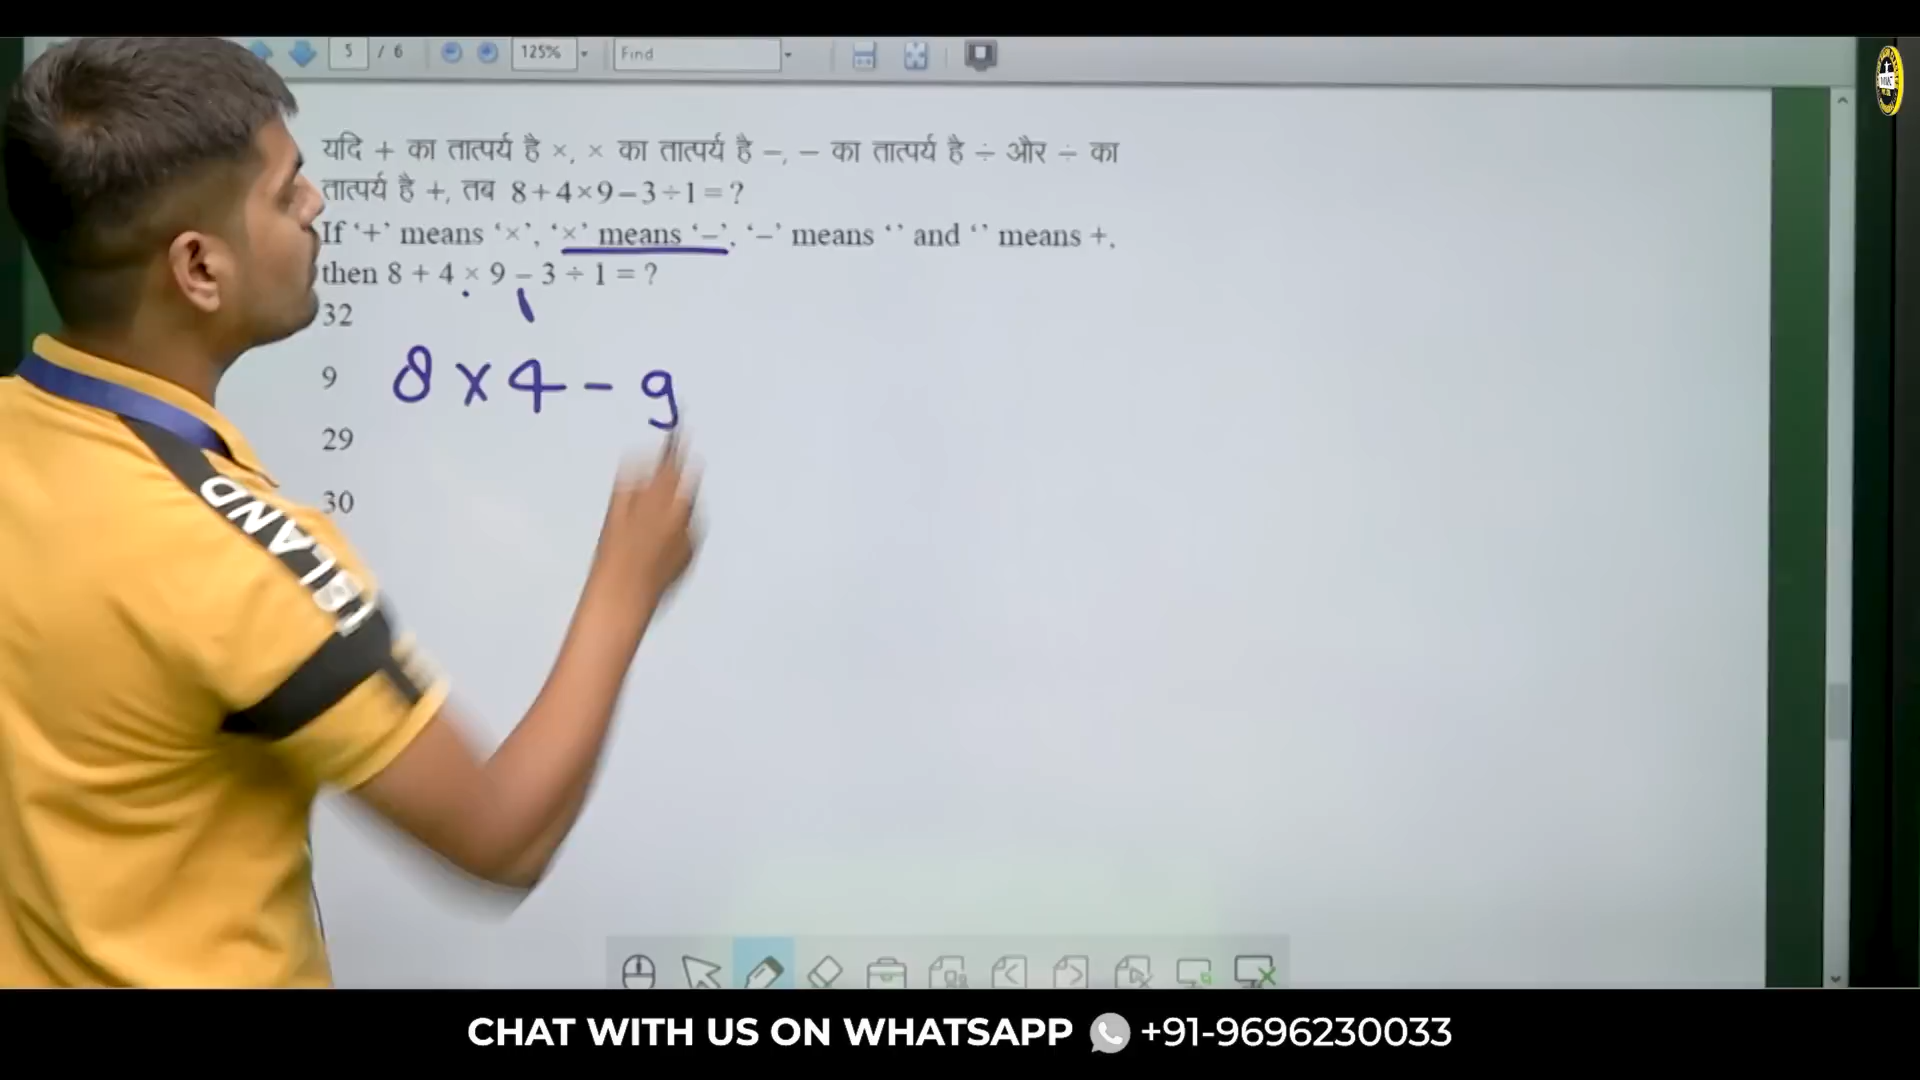 5 / 6 125% Find
यदि + का तात्पर्य है ×, × का तात्पर्य है –, – का तात्पर्य है ÷ और ÷ का
तात्पर्य है +, तब 8+4×9–3÷1=?
If ‘+’ means ‘×’, ‘×’ means ‘–’, ‘–’ means ‘’ and ‘’ means +,
then 8 + 4 × 9 – 3 ÷ 1 = ?
32
9
29
30
8 × 4 - 9
CHAT WITH US ON WHATSAPP +91-9696230033